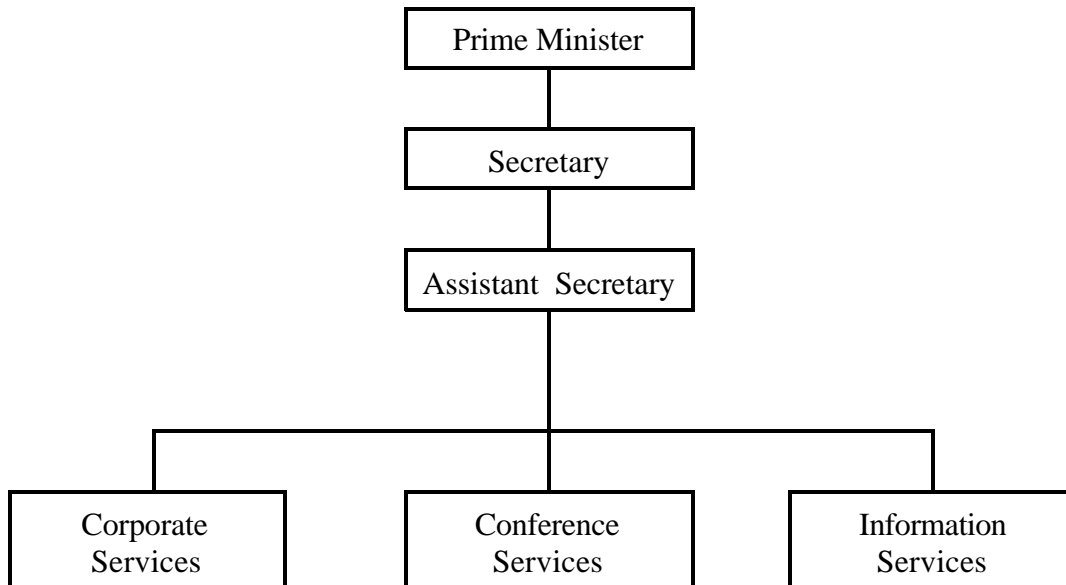 Prime Minister
Secretary
Assistant Secretary
Corporate
Services
Conference
Services
Information
Services